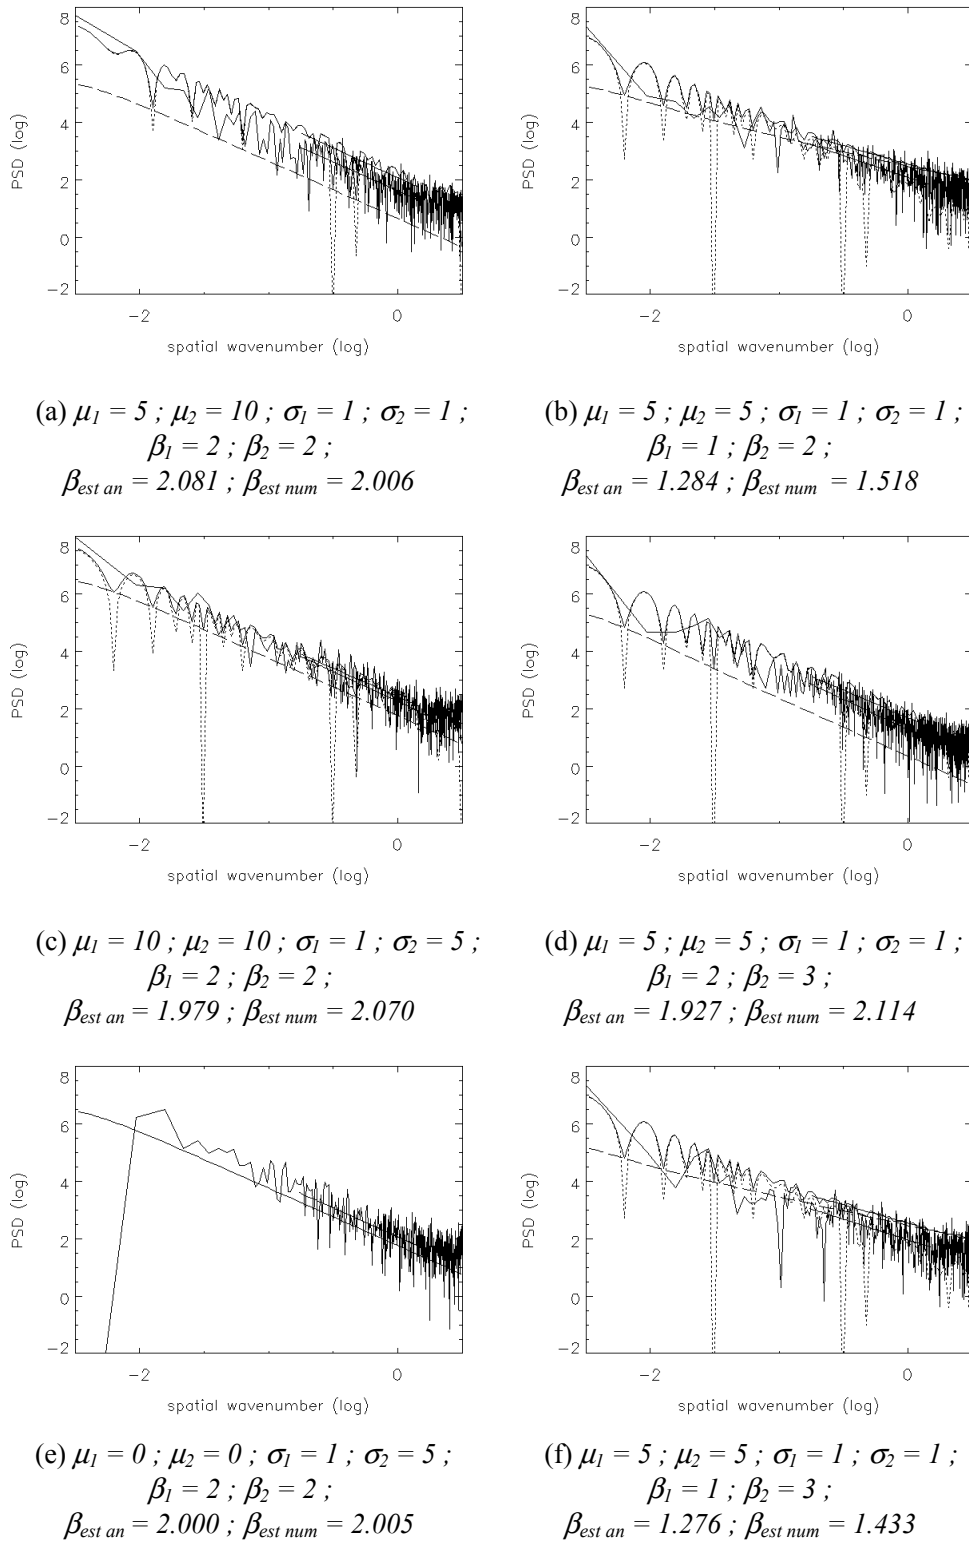 8
6
4
2
0
−2
PSD (log)
−2 0
spatial wavenumber (log)
(a) μ1 = 5 ; μ2 = 10 ; σ1 = 1 ; σ2 = 1 ;
β1 = 2 ; β2 = 2 ;
βest an = 2.081 ; βest num = 2.006
8
6
4
2
0
−2
PSD (log)
−2 0
spatial wavenumber (log)
(b) μ1 = 5 ; μ2 = 5 ; σ1 = 1 ; σ2 = 1 ;
β1 = 1 ; β2 = 2 ;
βest an = 1.284 ; βest num = 1.518
8
6
4
2
0
−2
PSD (log)
−2 0
spatial wavenumber (log)
(c) μ1 = 10 ; μ2 = 10 ; σ1 = 1 ; σ2 = 5 ;
β1 = 2 ; β2 = 2 ;
βest an = 1.979 ; βest num = 2.070
8
6
4
2
0
−2
PSD (log)
−2 0
spatial wavenumber (log)
(d) μ1 = 5 ; μ2 = 5 ; σ1 = 1 ; σ2 = 1 ;
β1 = 2 ; β2 = 3 ;
βest an = 1.927 ; βest num = 2.114
8
6
4
2
0
−2
PSD (log)
−2 0
spatial wavenumber (log)
(e) μ1 = 0 ; μ2 = 0 ; σ1 = 1 ; σ2 = 5 ;
β1 = 2 ; β2 = 2 ;
βest an = 2.000 ; βest num = 2.005
8
6
4
2
0
−2
PSD (log)
−2 0
spatial wavenumber (log)
(f) μ1 = 5 ; μ2 = 5 ; σ1 = 1 ; σ2 = 1 ;
β1 = 1 ; β2 = 3 ;
βest an = 1.276 ; βest num = 1.433